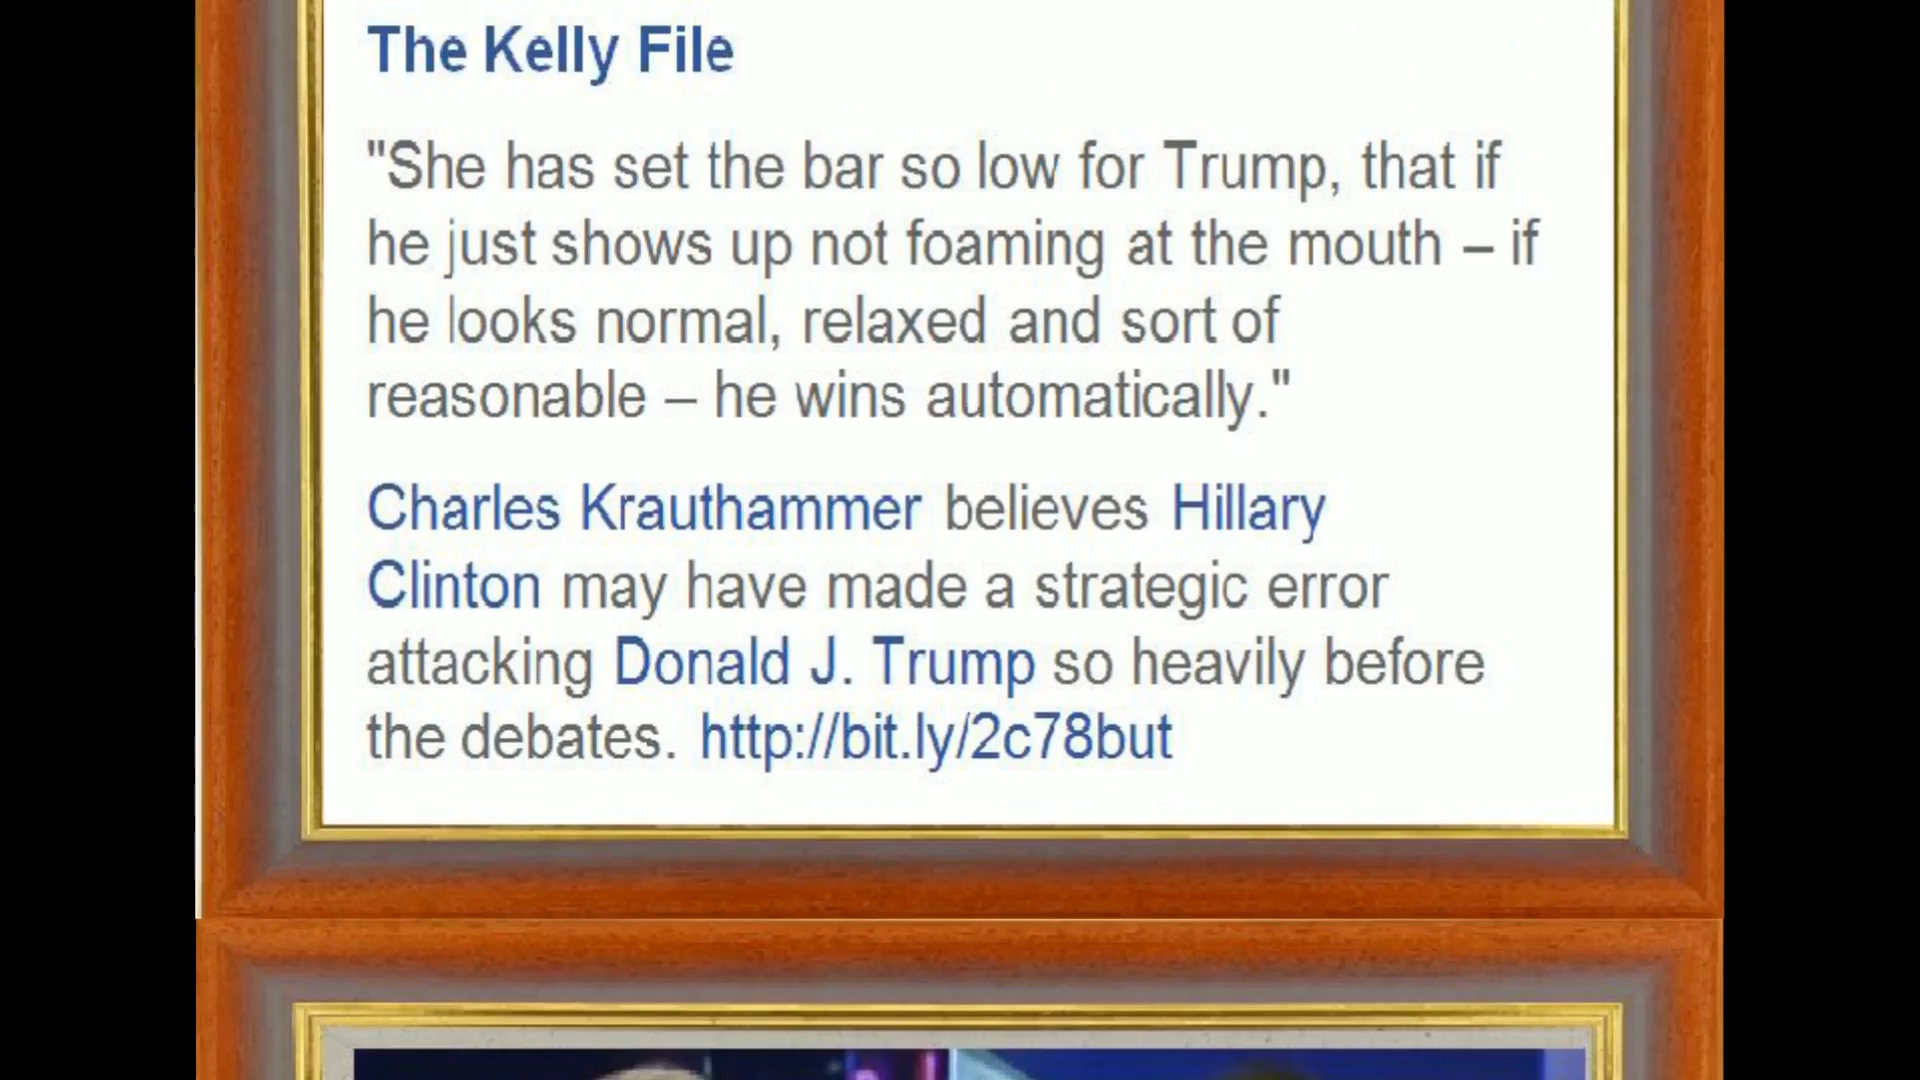 The Kelly File
"She has set the bar so low for Trump, that if
he just shows up not foaming at the mouth – if
he looks normal, relaxed and sort of
reasonable – he wins automatically."
Charles Krauthammer believes Hillary
Clinton may have made a strategic error
attacking Donald J. Trump so heavily before
the debates. http://bit.ly/2c78but